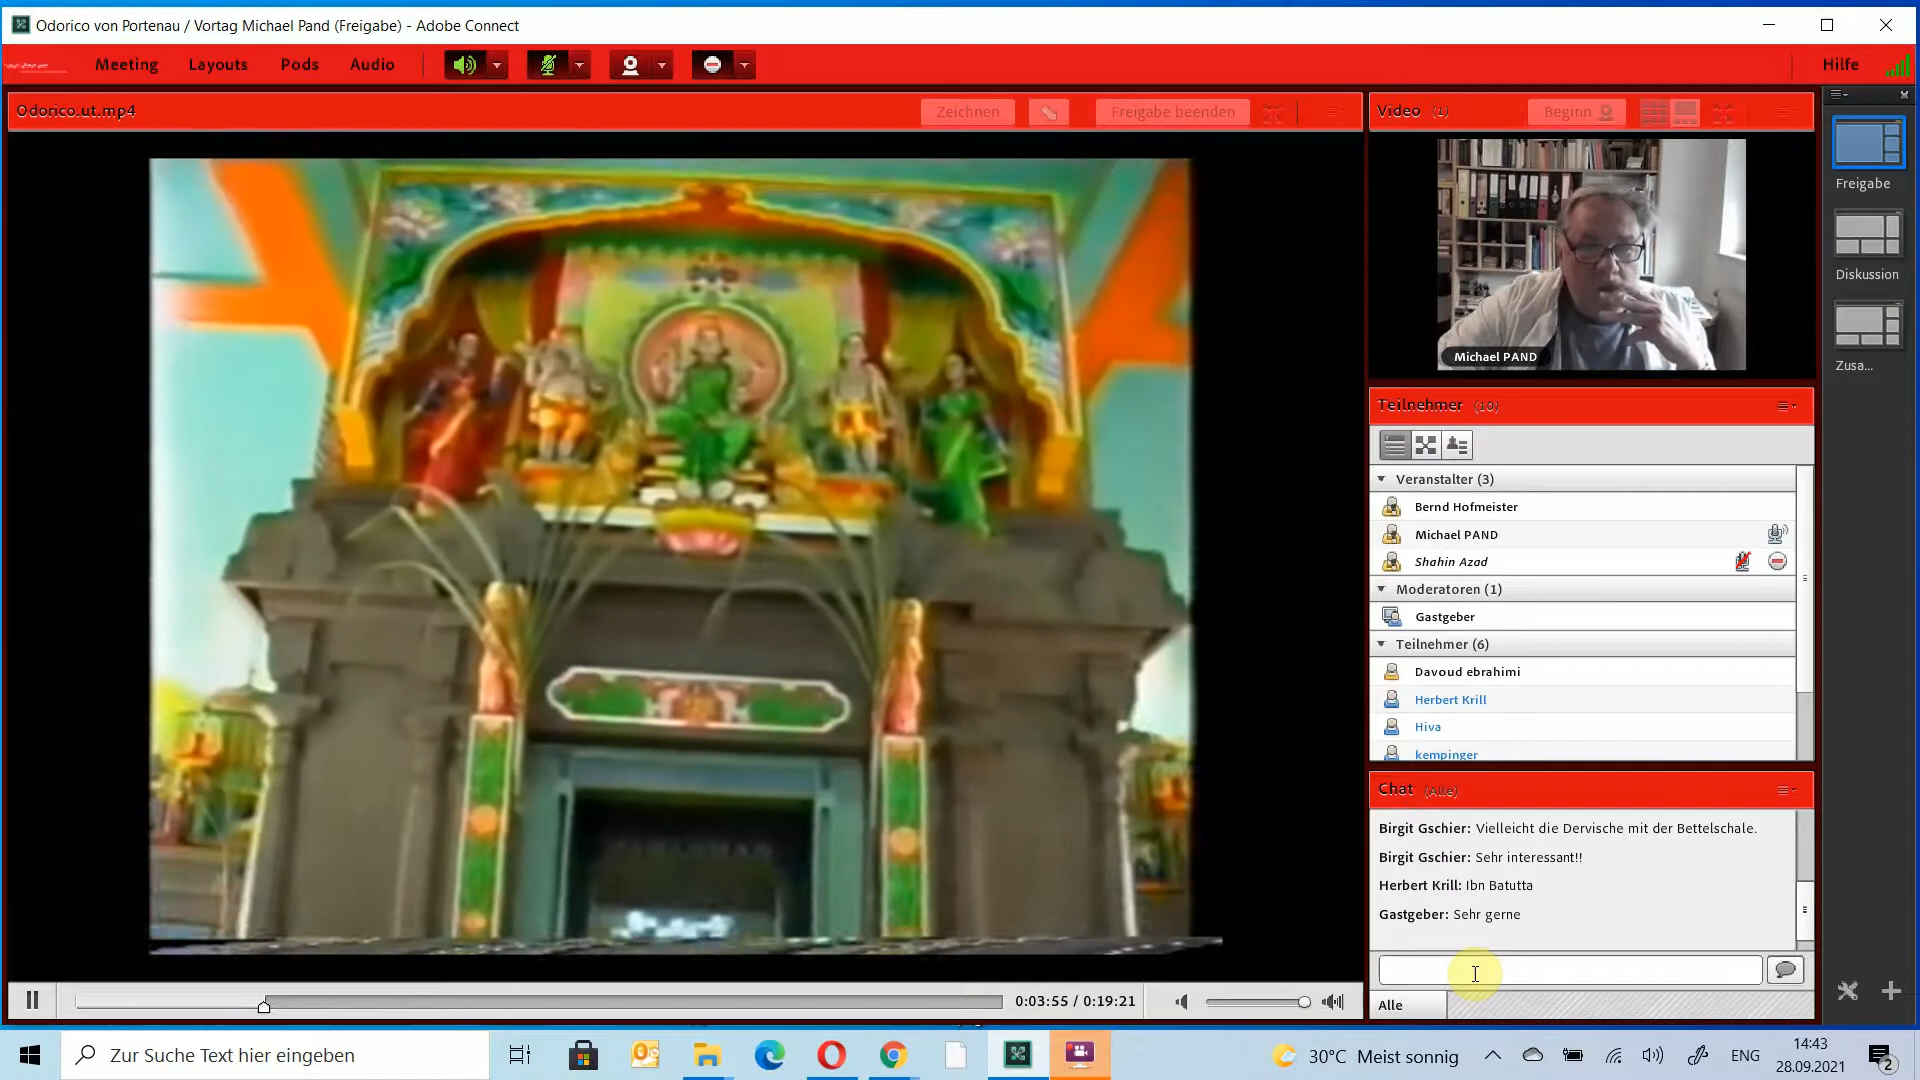 Odorico von Portenau / Vortag Michael Pand (Freigabe) - Adobe Connect
Meeting Layouts Pods Audio
Hilfe
Odorico.ut.mp4
Zeichnen
Freigabe beenden
Video (1)
Beginn
Michael PAND
Freigabe
Diskussion
Zusa...
Teilnehmer (10)
Veranstalter (3)
Bernd Hofmeister
Michael PAND
Shahin Azad
Moderatoren (1)
Gastgeber
Teilnehmer (6)
Davoud ebrahimi
Herbert Krill
Hiva
kempinger
Chat (Alle)
Birgit Gschier: Vielleicht die Dervische mit der Bettelschale.
Birgit Gschier: Sehr interessant!!
Herbert Krill: Ibn Batutta
Gastgeber: Sehr gerne
Alle
0:03:55 / 0:19:21
Zur Suche Text hier eingeben
30°C Meist sonnig
ENG
14:43
28.09.2021
2